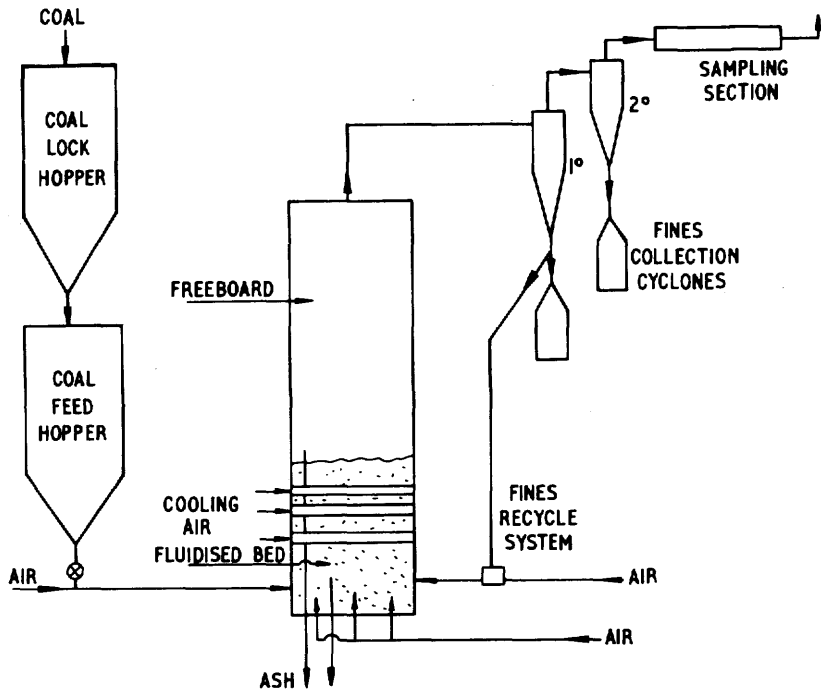 COAL
COAL
LOCK
HOPPER
COAL
FEED
HOPPER
AIR
FREEBOARD
COOLING
AIR
FLUIDISED BED
ASH
1°
2°
SAMPLING
SECTION
FINES
COLLECTION
CYCLONES
FINES
RECYCLE
SYSTEM
AIR
AIR